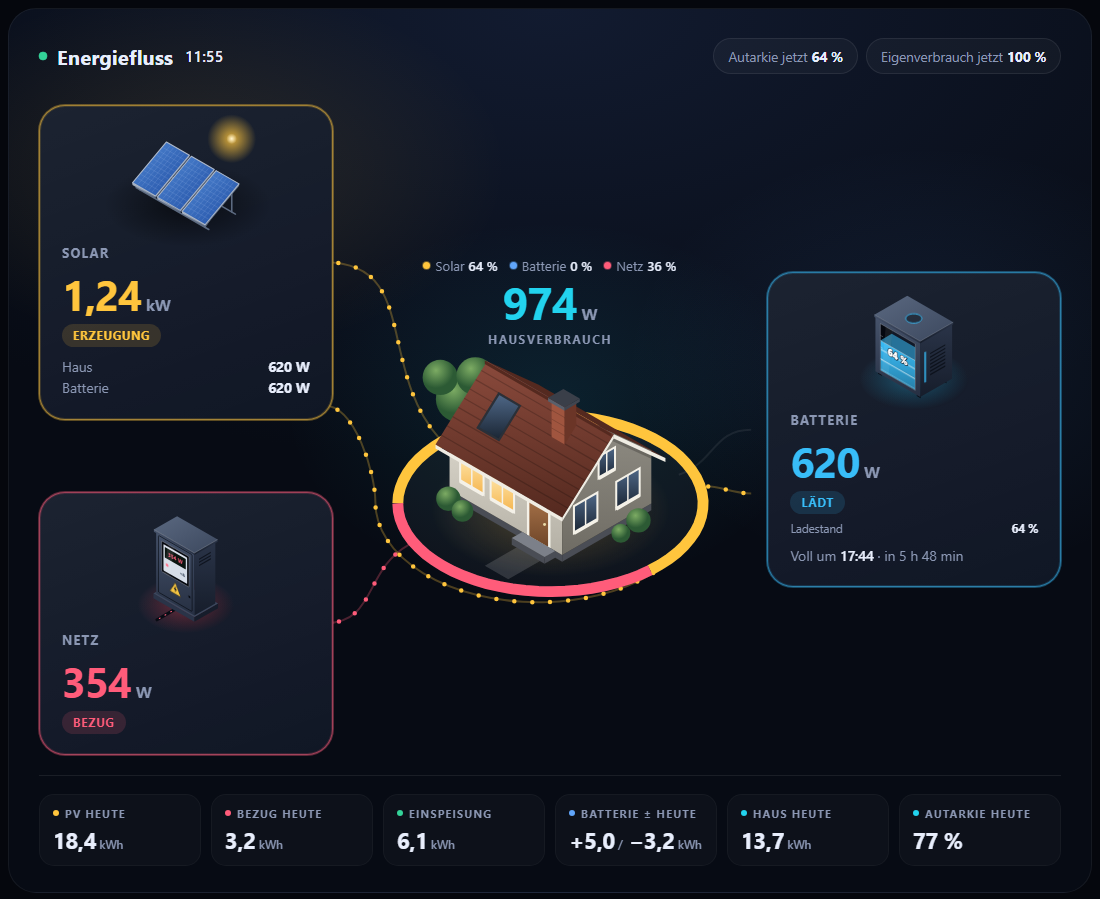 Energiefluss 11:55
Autarkie jetzt 64 %
Eigenverbrauch jetzt 100 %
SOLAR
1,24 kW
ERZEUGUNG
Haus 620 W
Batterie 620 W
Solar 64 % Batterie 0 % Netz 36 %
974 W
HAUSVERBRAUCH
64 %
BATTERIE
620 W
LÄDT
Ladestand 64 %
Voll um 17:44 · in 5 h 48 min
354 W
NETZ
354 W
BEZUG
PV HEUTE
18,4 kWh
BEZUG HEUTE
3,2 kWh
EINSPEISUNG
6,1 kWh
BATTERIE ± HEUTE
+5,0 / −3,2 kWh
HAUS HEUTE
13,7 kWh
AUTARKIE HEUTE
77 %